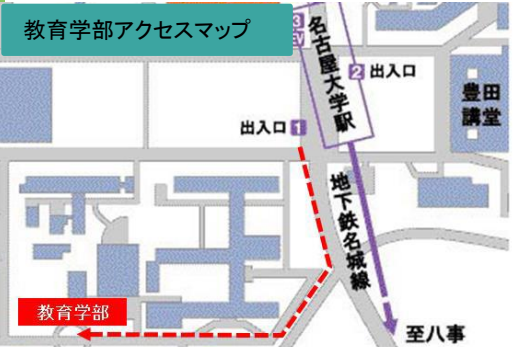 教育学部アクセスマップ
3
EV
名古屋大学駅
2 出入口
豊田
講堂
出入口 1
地下鉄名城線
教育学部
至八事